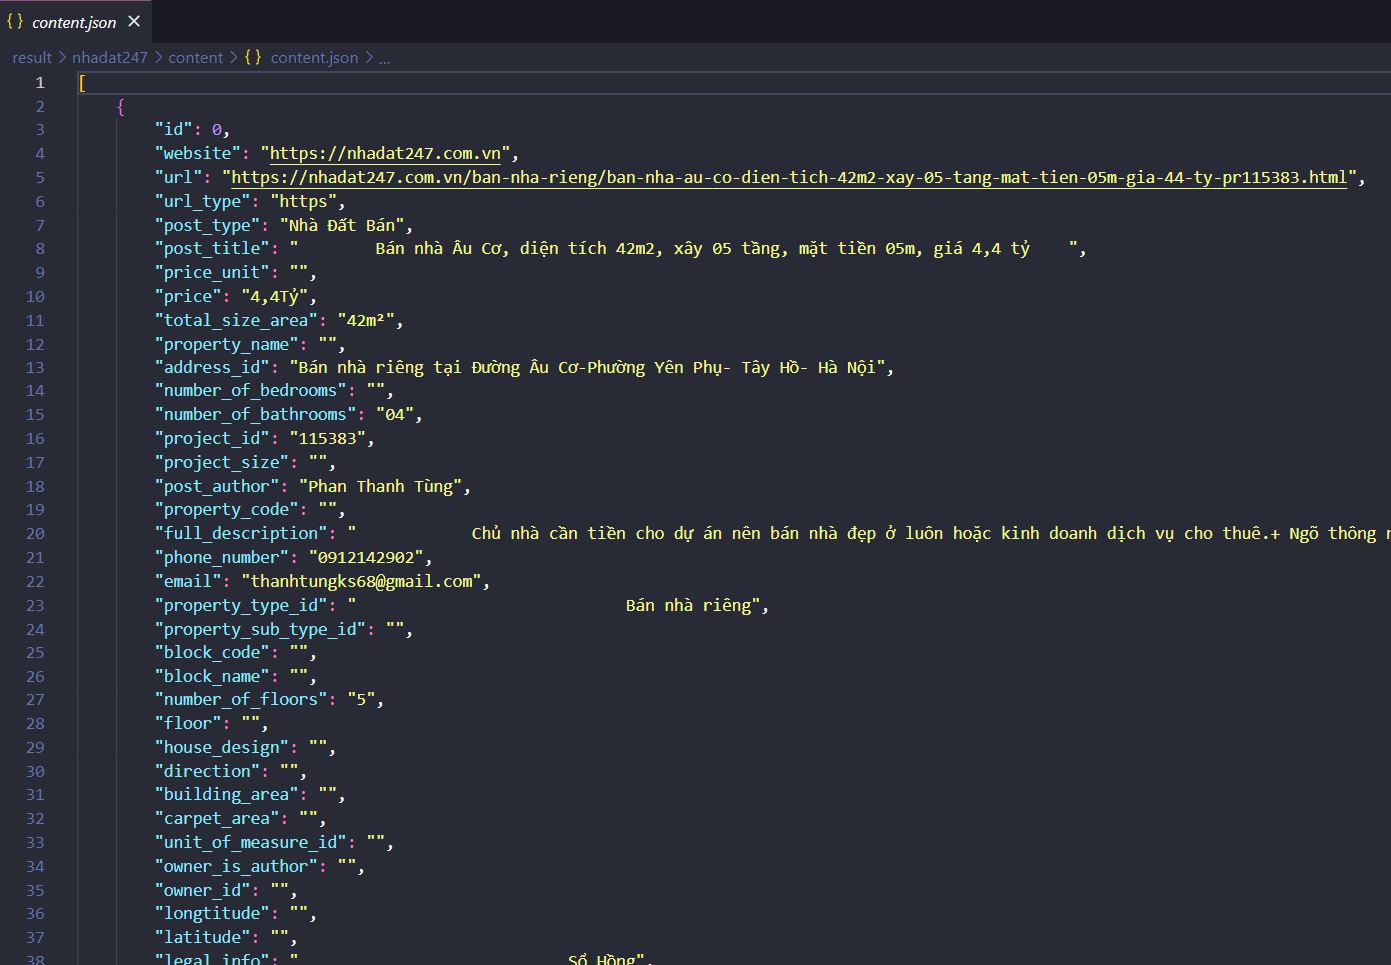 { } content.json ×
result > nhadat247 > content > { } content.json > ...
1 [
2 {
3 "id": 0,
4 "website": "https://nhadat247.com.vn",
5 "url": "https://nhadat247.com.vn/ban-nha-rieng/ban-nha-au-co-dien-tich-42m2-xay-05-tang-mat-tien-05m-gia-44-ty-pr115383.html",
6 "url_type": "https",
7 "post_type": "Nhà Đất Bán",
8 "post_title": " Bán nhà Âu Cơ, diện tích 42m2, xây 05 tầng, mặt tiền 05m, giá 4,4 tỷ ",
9 "price_unit": "",
10 "price": "4,4Tỷ",
11 "total_size_area": "42m²",
12 "property_name": "",
13 "address_id": "Bán nhà riêng tại Đường Âu Cơ-Phường Yên Phụ- Tây Hồ- Hà Nội",
14 "number_of_bedrooms": "",
15 "number_of_bathrooms": "04",
16 "project_id": "115383",
17 "project_size": "",
18 "post_author": "Phan Thanh Tùng",
19 "property_code": "",
20 "full_description": " Chủ nhà cần tiền cho dự án nên bán nhà đẹp ở luôn hoặc kinh doanh dịch vụ cho thuê.+ Ngõ thông
21 "phone_number": "0912142902",
22 "email": "thanhtungks68@gmail.com",
23 "property_type_id": " Bán nhà riêng",
24 "property_sub_type_id": "",
25 "block_code": "",
26 "block_name": "",
27 "number_of_floors": "5",
28 "floor": "",
29 "house_design": "",
30 "direction": "",
31 "building_area": "",
32 "carpet_area": "",
33 "unit_of_measure_id": "",
34 "owner_is_author": "",
35 "owner_id": "",
36 "longtitude": "",
37 "latitude": "",
38 "legal_info": " Sổ Hồng",